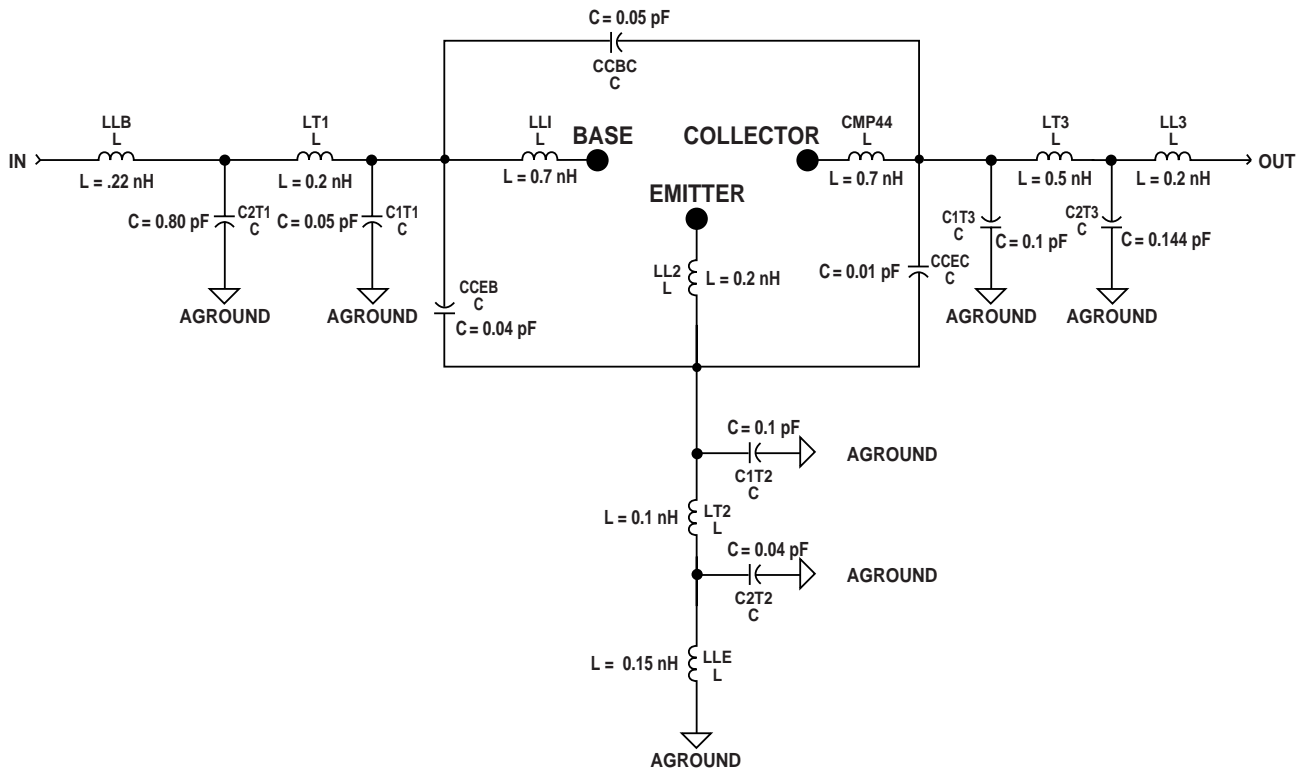 C = 0.05 pF
CCBC
C
LLB
L
LT1
L
LLI
L
BASE
COLLECTOR
CMP44
L
LT3
L
LL3
L
IN
L = .22 nH
L = 0.2 nH
L = 0.7 nH
L = 0.7 nH
L = 0.5 nH
L = 0.2 nH
OUT
EMITTER
C = 0.80 pF
C2T1
C
C = 0.05 pF
C1T1
C
C1T3
C
C = 0.1 pF
C2T3
C
C = 0.144 pF
LL2
L
L = 0.2 nH
C = 0.01 pF
CCEC
C
CCEB
C
C = 0.04 pF
AGROUND
AGROUND
AGROUND
AGROUND
C = 0.1 pF
C1T2
C
AGROUND
L = 0.1 nH
LT2
L
C = 0.04 pF
C2T2
C
AGROUND
L = 0.15 nH
LLE
L
AGROUND